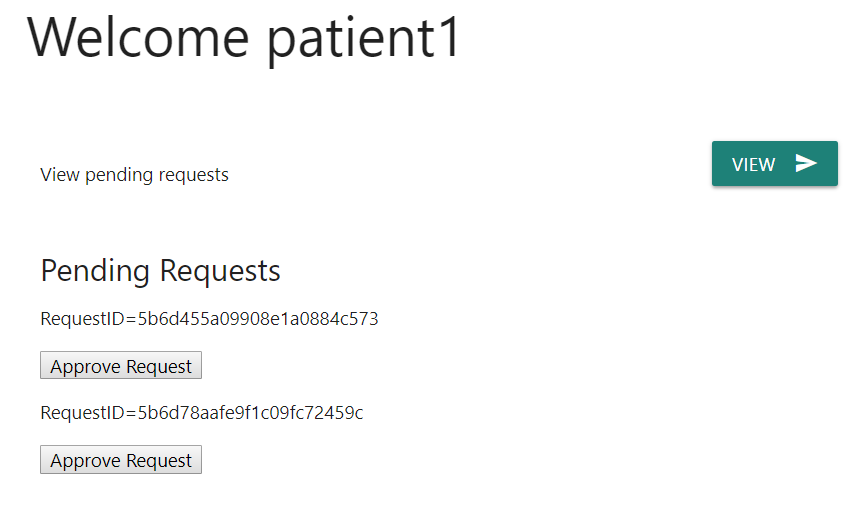 Welcome patient1
View pending requests
VIEW
Pending Requests
RequestID=5b6d455a09908e1a0884c573
Approve Request
RequestID=5b6d78aafe9f1c09fc72459c
Approve Request